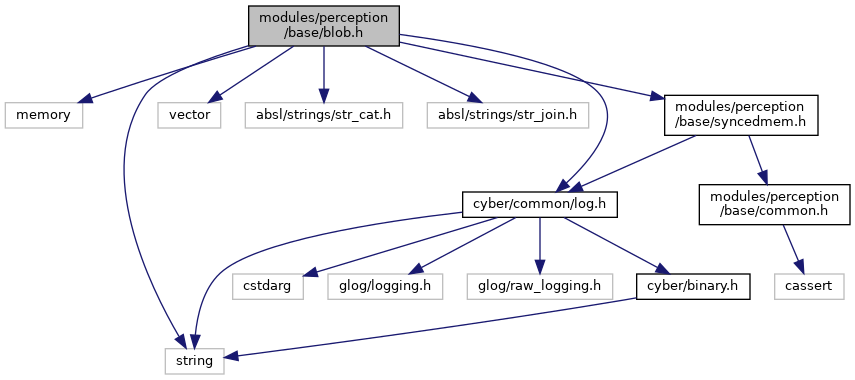 modules/perception
/base/blob.h
memory
vector
absl/strings/str_cat.h
absl/strings/str_join.h
modules/perception
/base/syncedmem.h
cyber/common/log.h
modules/perception
/base/common.h
cstdarg
glog/logging.h
glog/raw_logging.h
cyber/binary.h
cassert
string